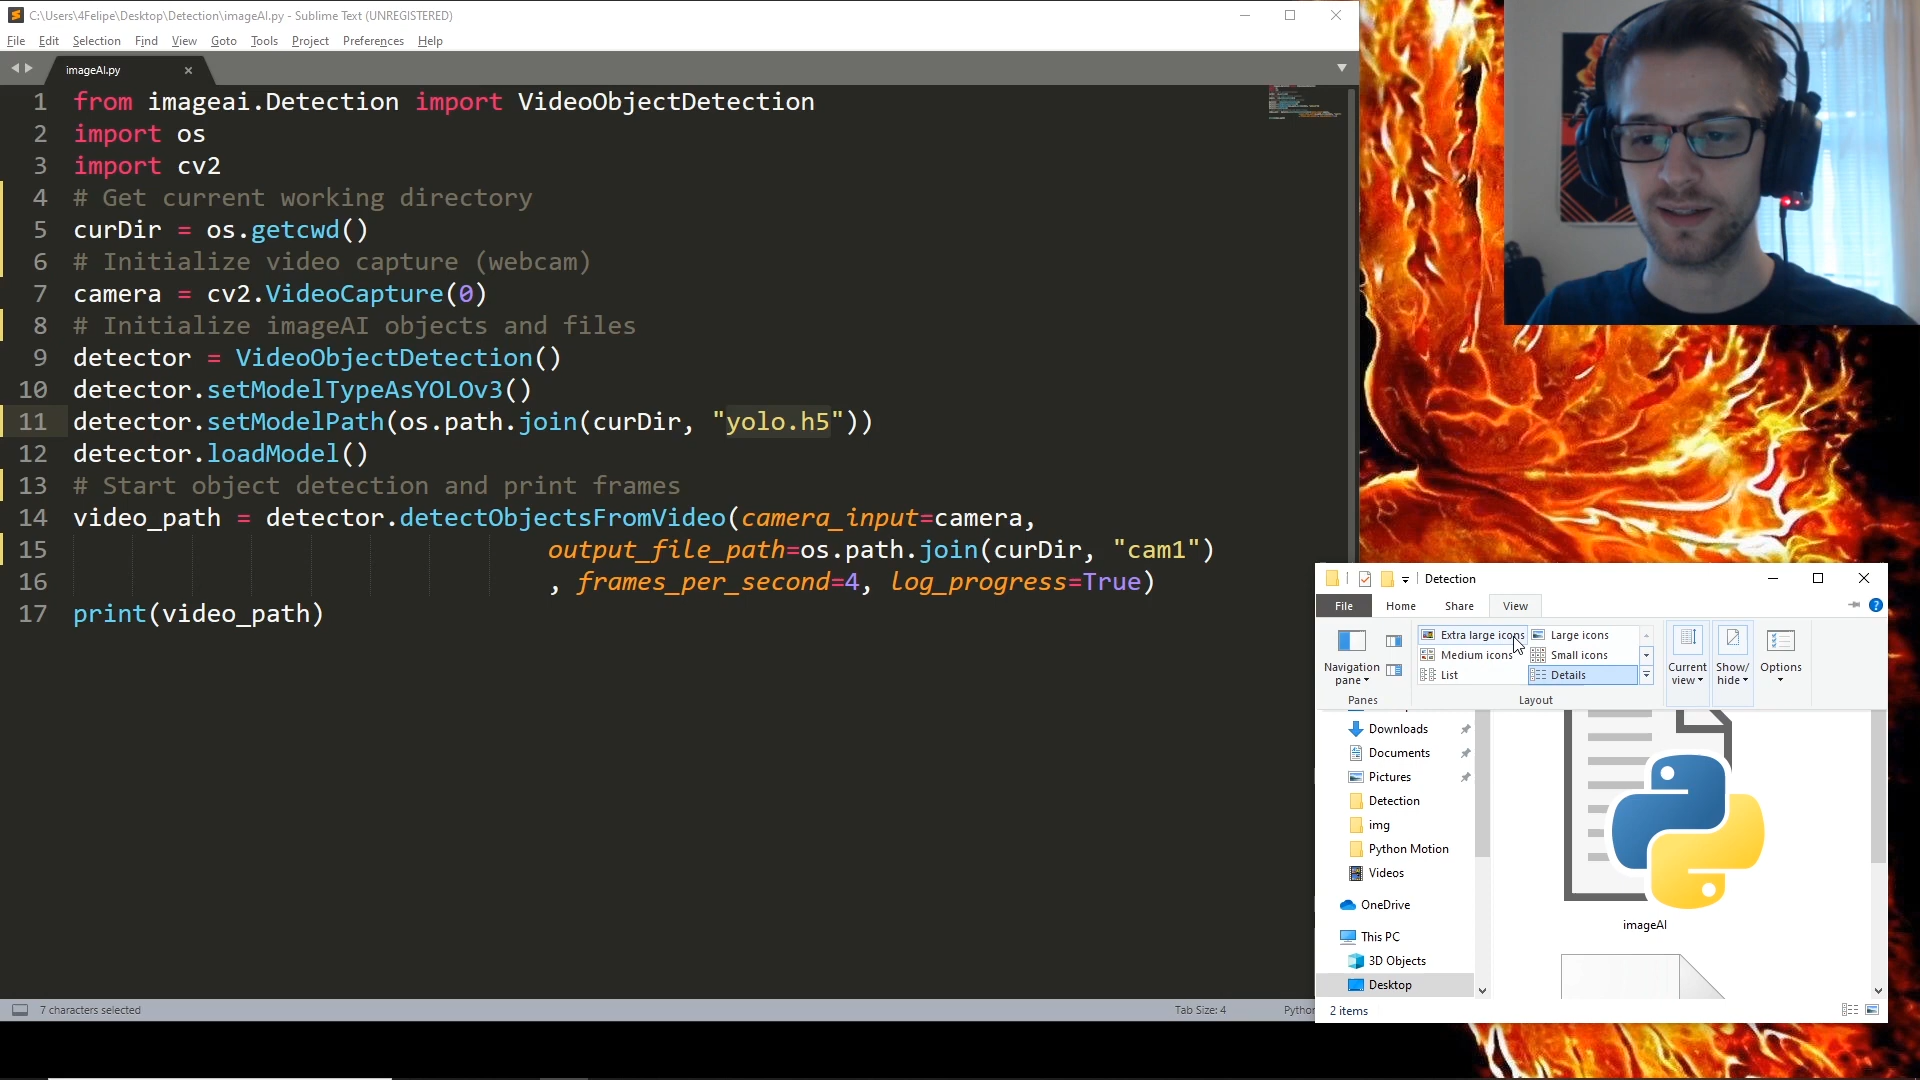 C:\Users\4Felipe\Desktop\Detection\imageAI.py - Sublime Text (UNREGISTERED)
File Edit Selection Find View Goto Tools Project Preferences Help
imageAI.py
1 from imageai.Detection import VideoObjectDetection
2 import os
3 import cv2
4 # Get current working directory
5 curDir = os.getcwd()
6 # Initialize video capture (webcam)
7 camera = cv2.VideoCapture(0)
8 # Initialize imageAI objects and files
9 detector = VideoObjectDetection()
10 detector.setModelTypeAsYOLOv3()
11 detector.setModelPath(os.path.join(curDir, "yolo.h5"))
12 detector.loadModel()
13 # Start object detection and print frames
14 video_path = detector.detectObjectsFromVideo(camera_input=camera,
15 output_file_path=os.path.join(curDir, "cam1")
16 , frames_per_second=4, log_progress=True)
17 print(video_path)
7 characters selected
Tab Size: 4
Detection
File Home Share View
Extra large icons Large icons
Medium icons Small icons
List Details
Navigation pane
Current view
Show/hide
Options
Panes
Layout
Downloads
Documents
Pictures
Detection
img
Python Motion
Videos
OneDrive
This PC
3D Objects
Desktop
imageAI
2 items